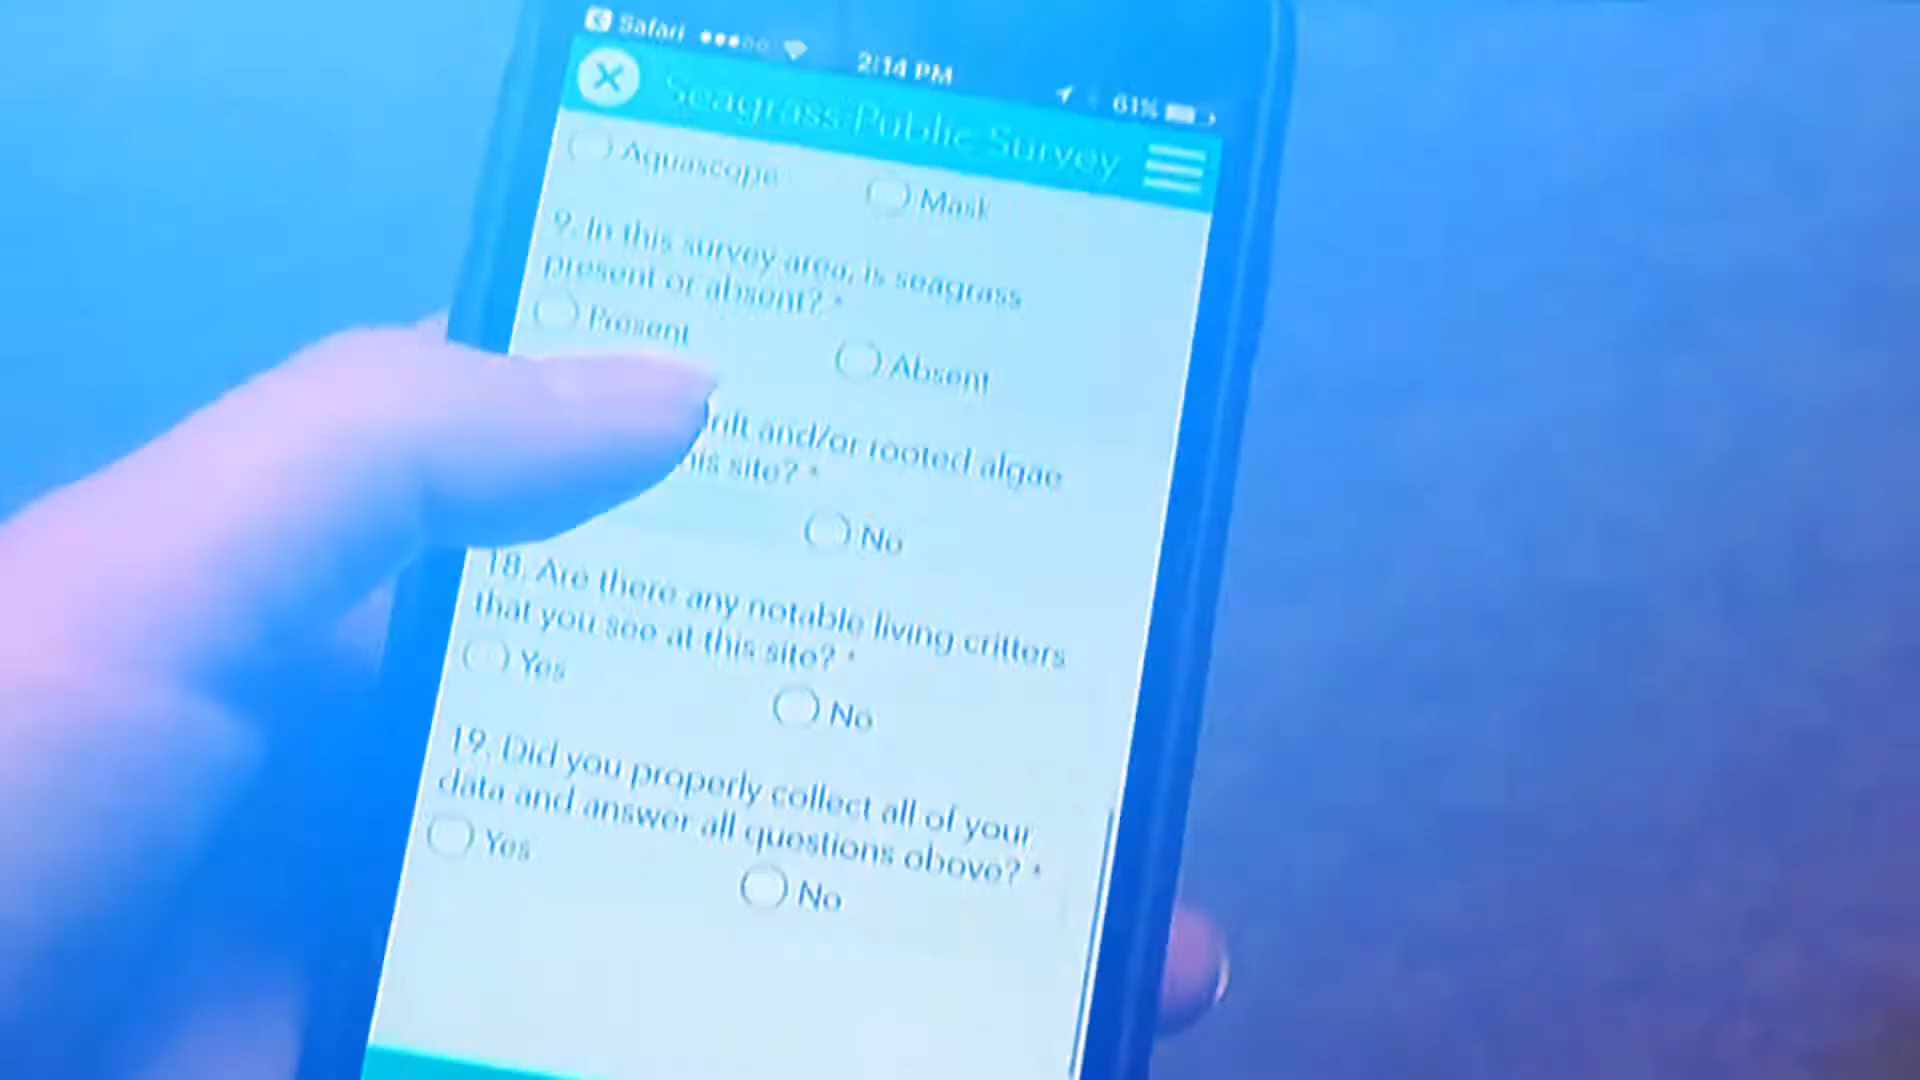 Safari 2:14 PM 61%
Seagrass Public Survey
Aquascope Mask
9. In this survey area, is seagrass
present or absent? *
Present Absent
and/or rooted algae
site? *
No
18. Are there any notable living critters
that you see at this site? *
Yes No
19. Did you properly collect all of your
data and answer all questions above? *
Yes No